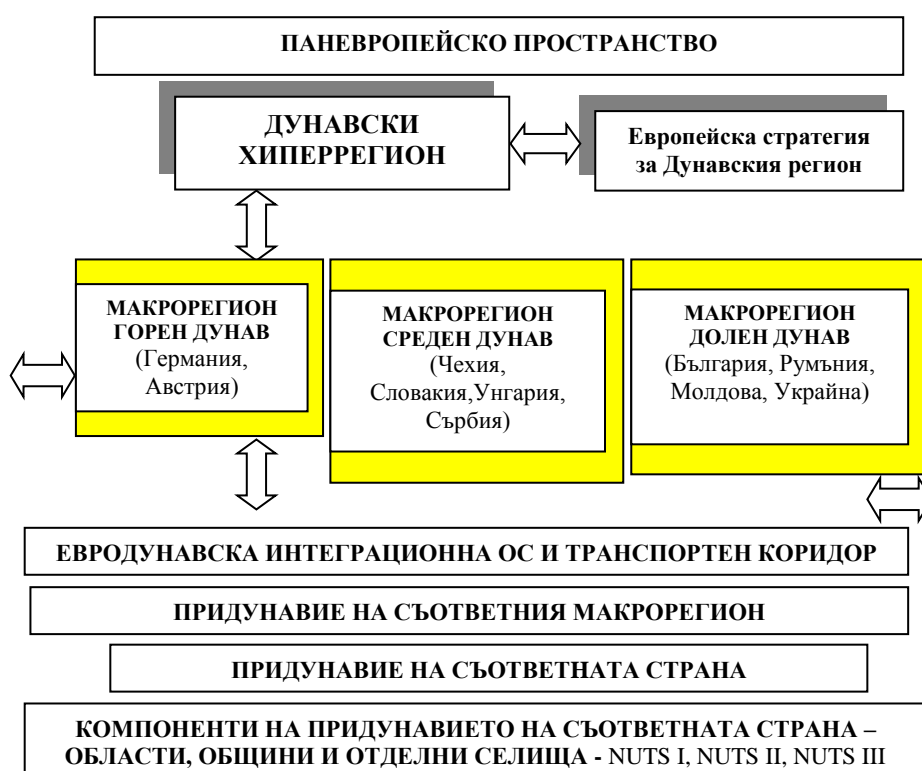 ПАНЕВРОПЕЙСКО ПРОСТРАНСТВО
ДУНАВСКИ
ХИПЕРРЕГИОН
Европейска стратегия
за Дунавския регион
МАКРОРЕГИОН
ГОРЕН ДУНАВ
(Германия,
Австрия)
МАКРОРЕГИОН
СРЕДЕН ДУНАВ
(Чехия,
Словакия,Унгария,
Сърбия)
МАКРОРЕГИОН
ДОЛЕН ДУНАВ
(България, Румъния,
Молдова, Украйна)
ЕВРОДУНАВСКА ИНТЕГРАЦИОННА ОС И ТРАНСПОРТЕН КОРИДОР
ПРИДУНАВИЕ НА СЪОТВЕТНИЯ МАКРОРЕГИОН
ПРИДУНАВИЕ НА СЪОТВЕТНАТА СТРАНА
КОМПОНЕНТИ НА ПРИДУНАВИЕТО НА СЪОТВЕТНАТА СТРАНА –
ОБЛАСТИ, ОБЩИНИ И ОТДЕЛНИ СЕЛИЩА - NUTS I, NUTS II, NUTS III